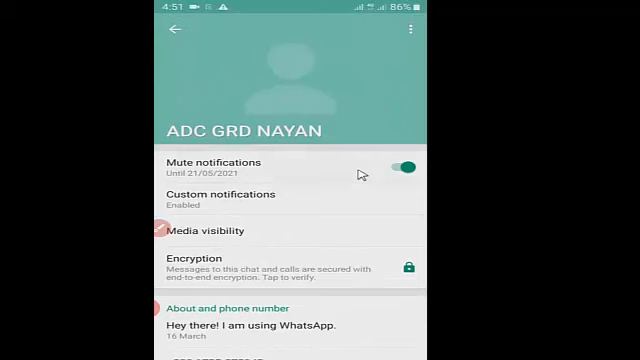 4:51 86%
ADC GRD NAYAN
Mute notifications
Until 21/05/2021
Custom notifications
Enabled
Media visibility
Encryption
Messages to this chat and calls are secured with
end-to-end encryption. Tap to verify.
About and phone number
Hey there! I am using WhatsApp.
16 March